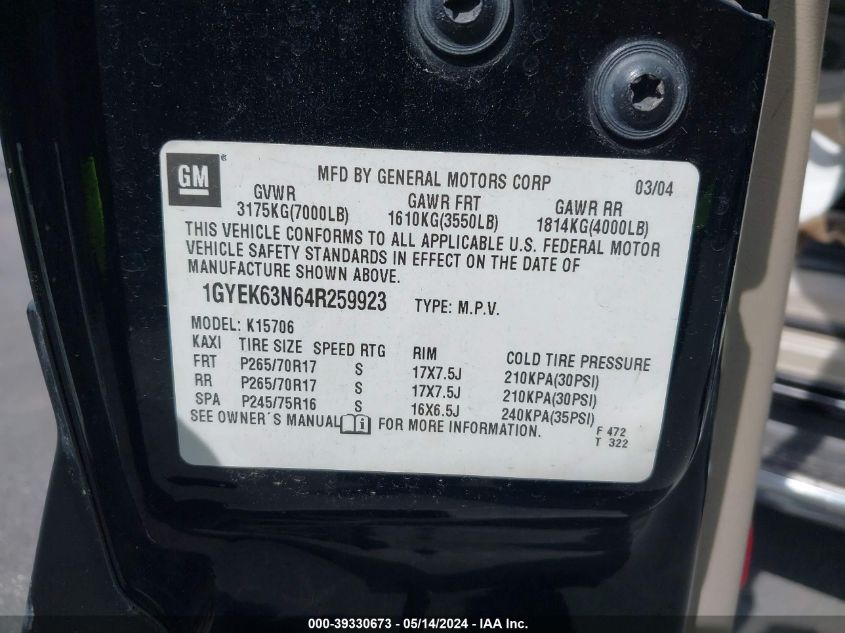 GM® MFD BY GENERAL MOTORS CORP 03/04
GVWR GAWR FRT GAWR RR
3175KG(7000LB) 1610KG(3550LB) 1814KG(4000LB)
THIS VEHICLE CONFORMS TO ALL APPLICABLE U.S. FEDERAL MOTOR
VEHICLE SAFETY STANDARDS IN EFFECT ON THE DATE OF
MANUFACTURE SHOWN ABOVE.
1GYEK63N64R259923 TYPE: M.P.V.
MODEL: K15706
KAXI TIRE SIZE SPEED RTG RIM COLD TIRE PRESSURE
FRT P265/70R17 S 17X7.5J 210KPA(30PSI)
RR P265/70R17 S 17X7.5J 210KPA(30PSI)
SPA P245/75R16 S 16X6.5J 240KPA(35PSI)
SEE OWNER´S MANUAL FOR MORE INFORMATION.
F 472
T 322
000-39330673 / 05/14/2024 - IAA Inc.